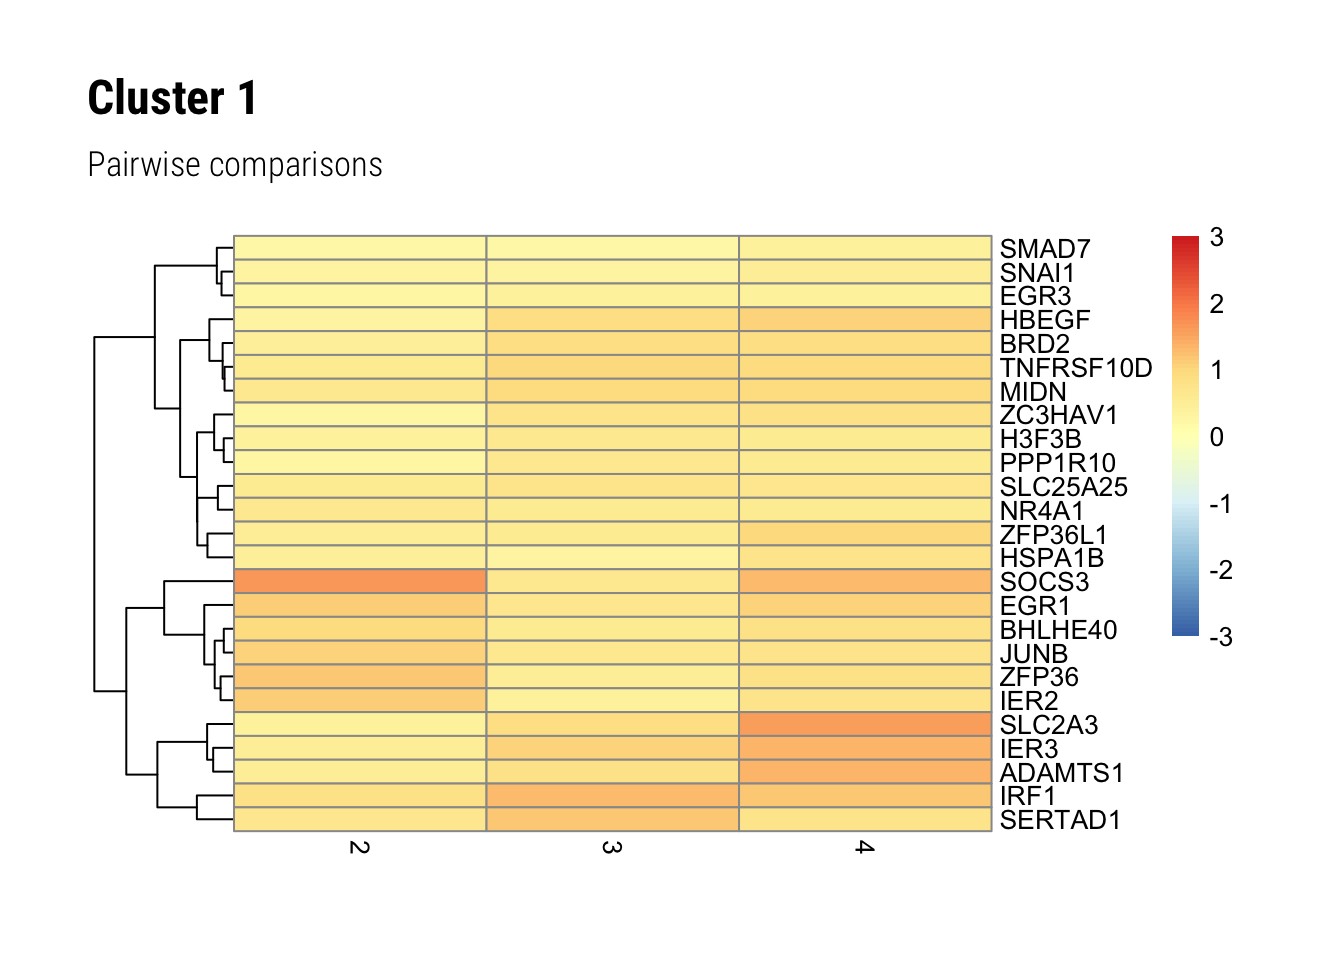 Cluster 1
Pairwise comparisons
SMAD7
SNAI1
EGR3
HBEGF
BRD2
TNFRSF10D
MIDN
ZC3HAV1
H3F3B
PPP1R10
SLC25A25
NR4A1
ZFP36L1
HSPA1B
SOCS3
EGR1
BHLHE40
JUNB
ZFP36
IER2
SLC2A3
IER3
ADAMTS1
IRF1
SERTAD1
3
2
1
0
-1
-2
-3
2
3
4